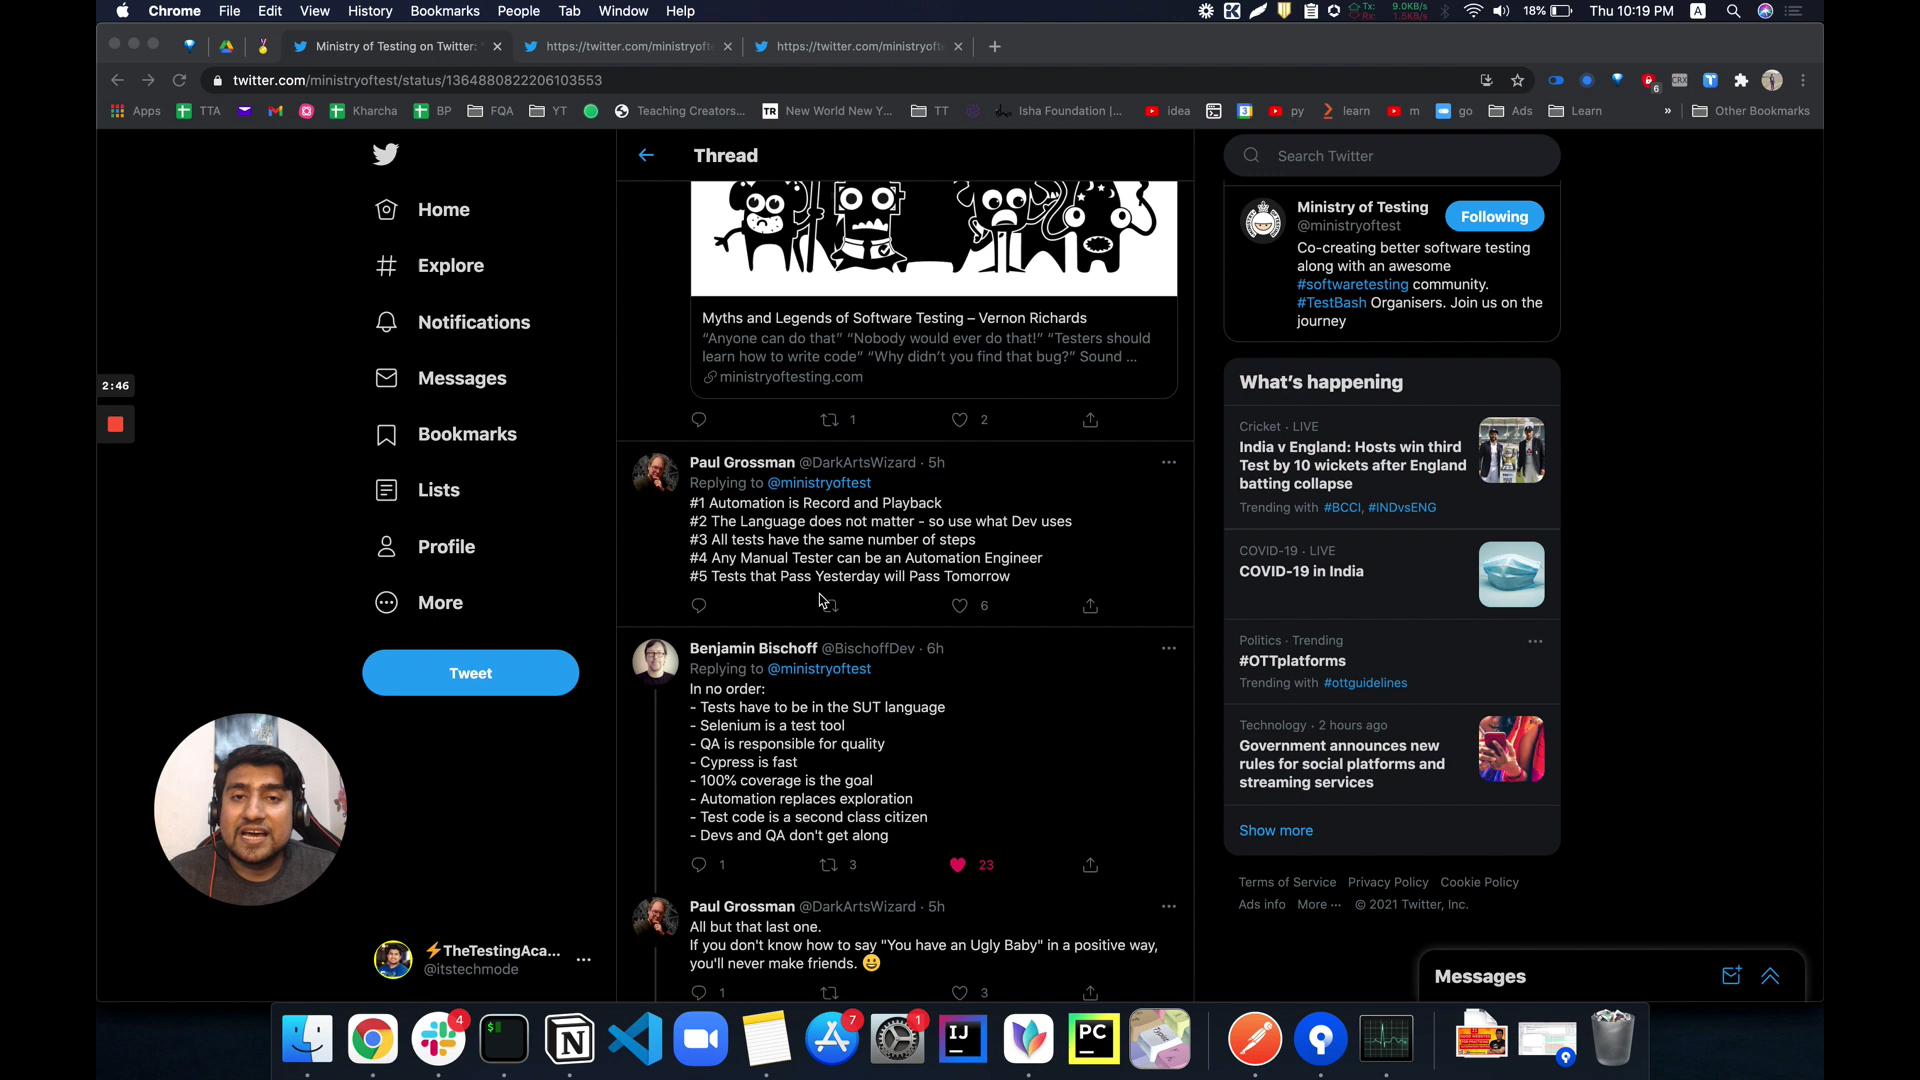 Chrome File Edit View History Bookmarks People Tab Window Help
Tx: 9.0KB/s
Rx: 1.5KB/s
18% Thu 10:19 PM A
Ministry of Testing on Twitter:
https://twitter.com/ministryofte
https://twitter.com/ministryofte
twitter.com/ministryoftest/status/1364880822206103553
6
CRX
Apps TTA Kharcha BP FQA YT Teaching Creators... TR New World New Y... TT Isha Foundation |... idea py learn m go Ads Learn » Other Bookmarks
Thread
Search Twitter
Home
Explore
Notifications
Messages
Bookmarks
Lists
Profile
More
Tweet
2:46
⚡TheTestingAca...
@itstechmode
Myths and Legends of Software Testing – Vernon Richards
“Anyone can do that” “Nobody would ever do that!” “Testers should
learn how to write code” “Why didn’t you find that bug?” Sound ...
ministryoftesting.com
1 2
Paul Grossman @DarkArtsWizard · 5h
Replying to @ministryoftest
#1 Automation is Record and Playback
#2 The Language does not matter - so use what Dev uses
#3 All tests have the same number of steps
#4 Any Manual Tester can be an Automation Engineer
#5 Tests that Pass Yesterday will Pass Tomorrow
6
Benjamin Bischoff @BischoffDev · 6h
Replying to @ministryoftest
In no order:
- Tests have to be in the SUT language
- Selenium is a test tool
- QA is responsible for quality
- Cypress is fast
- 100% coverage is the goal
- Automation replaces exploration
- Test code is a second class citizen
- Devs and QA don't get along
1 3 23
Paul Grossman @DarkArtsWizard · 5h
All but that last one.
If you don't know how to say "You have an Ugly Baby" in a positive way,
you'll never make friends. 😀
1 3
Ministry of Testing
@ministryoftest
Following
Co-creating better software testing
along with an awesome
#softwaretesting community.
#TestBash Organisers. Join us on the
journey
What’s happening
Cricket · LIVE
India v England: Hosts win third
Test by 10 wickets after England
batting collapse
Trending with #BCCI, #INDvsENG
COVID-19 · LIVE
COVID-19 in India
Politics · Trending
#OTTplatforms
Trending with #ottguidelines
Technology · 2 hours ago
Government announces new
rules for social platforms and
streaming services
Show more
Terms of Service Privacy Policy Cookie Policy
Ads info More ··· © 2021 Twitter, Inc.
Messages
4 7 1
$ IJ PC